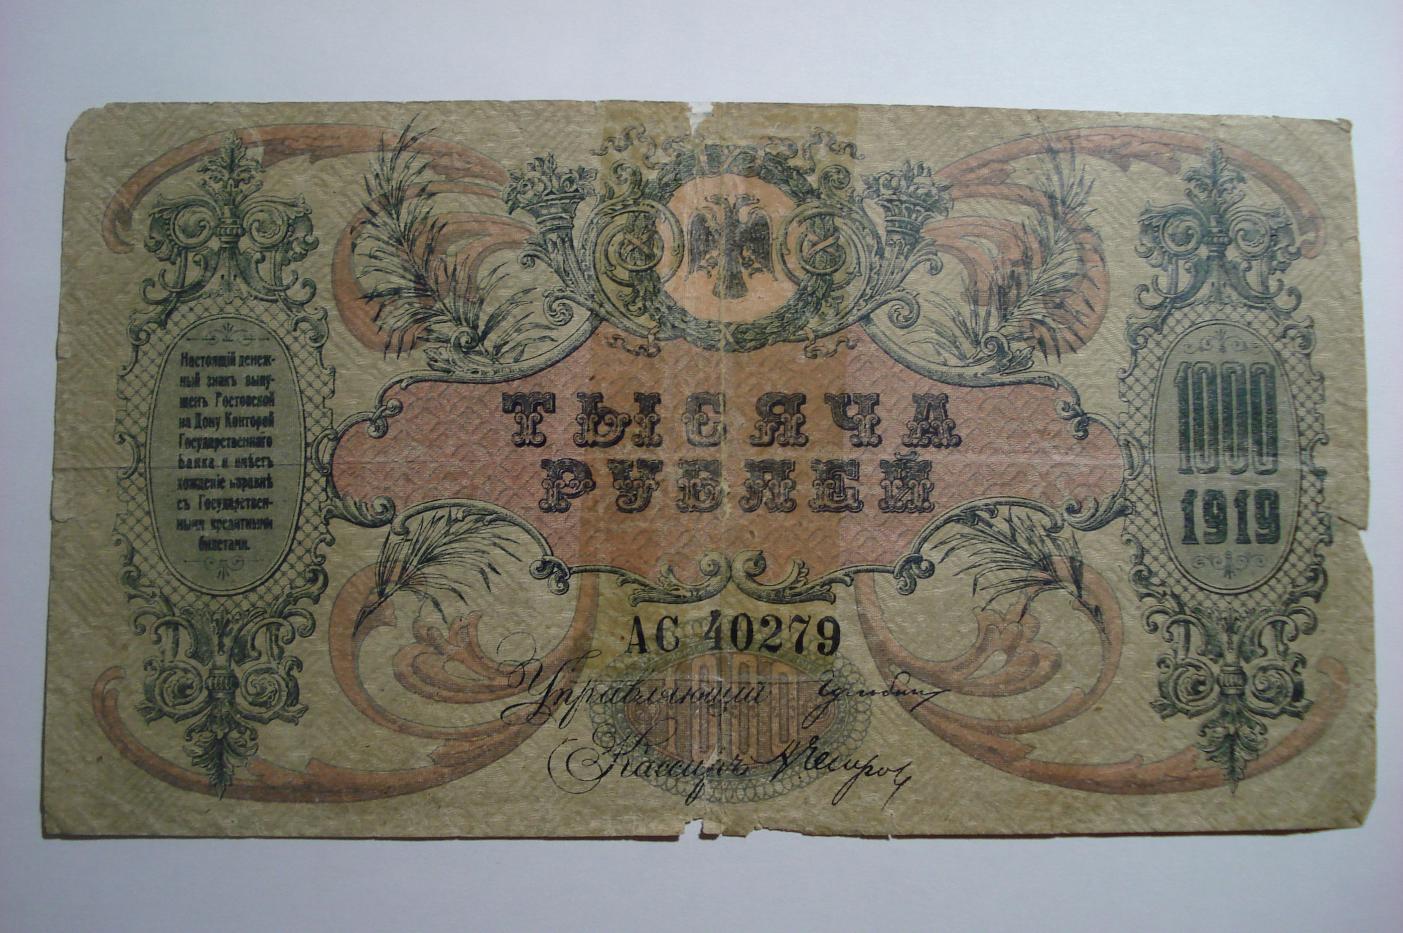 Настоящій денеж-
ный знакъ выпу-
щенъ Ростовской
на Дону Конторой
Государственнаго
банка и имѣетъ
хожденіе наравнѣ
съ Государствен-
ными кредитными
билетами.
ТЫСЯЧА
РУБЛЕЙ
1000
1919
АС 40279
Управляющій
1000
Кассиръ